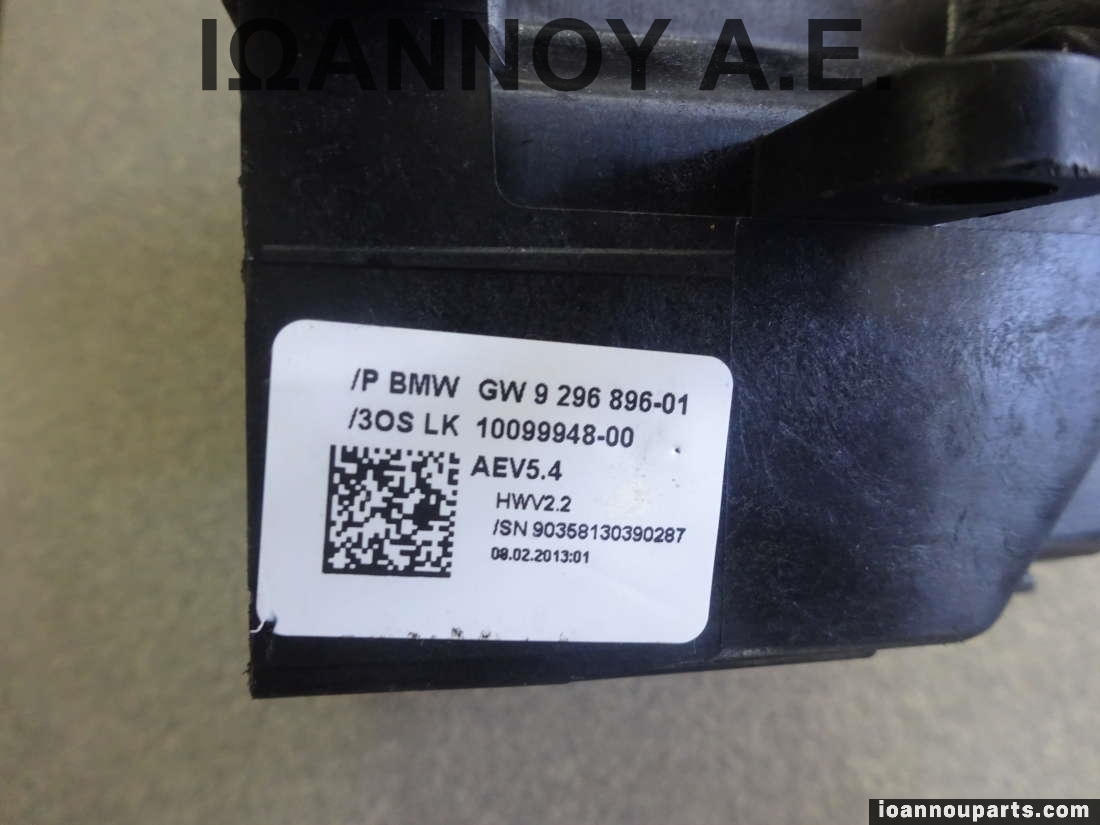 ΙΩΑΝΝΟΥ Α.Ε.
/P BMW GW 9 296 896-01
/3OS LK 10099948-00
AEV5.4
HWV2.2
/SN 90358130390287
08.02.2013:01
ioannouparts.com